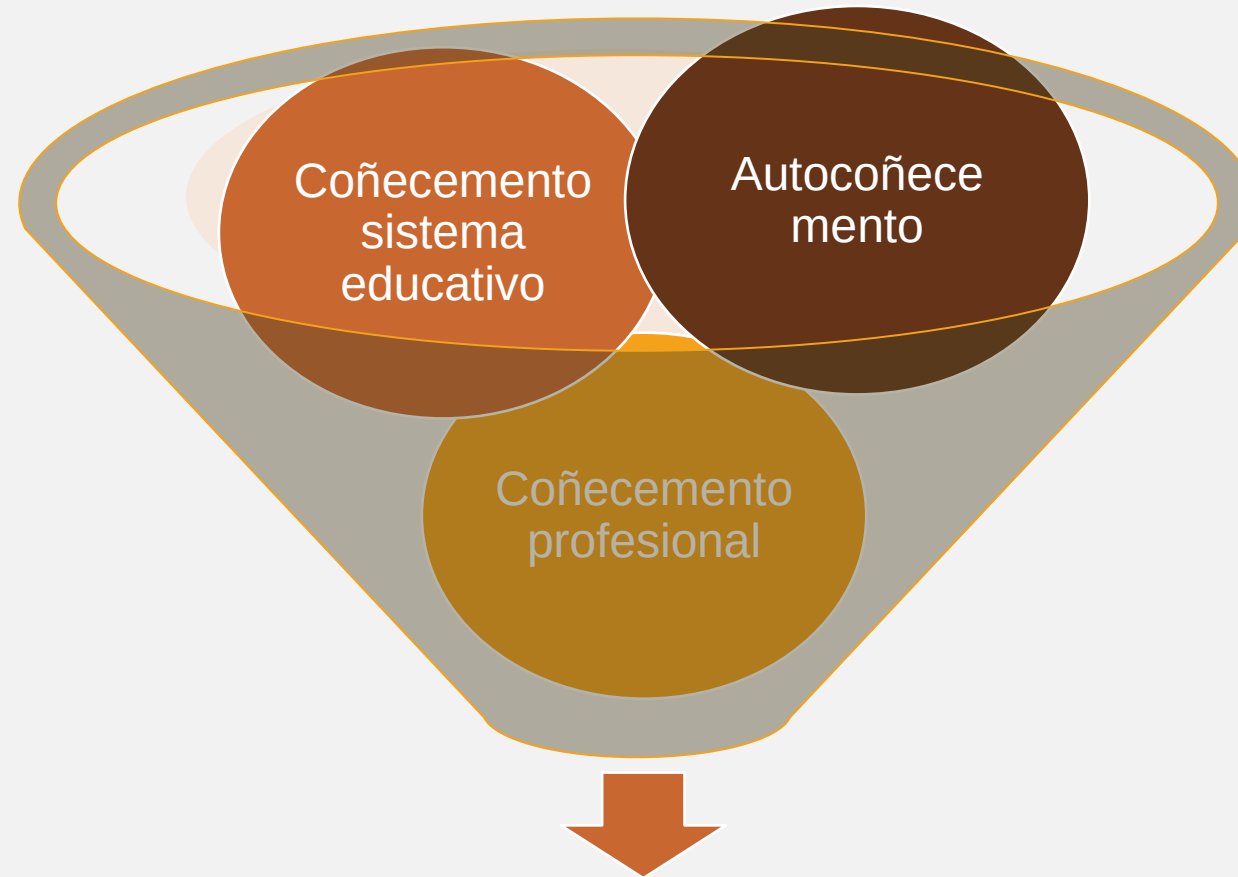 Coñecemento
sistema
educativo
Autocoñece
mento
Coñecemento
profesional